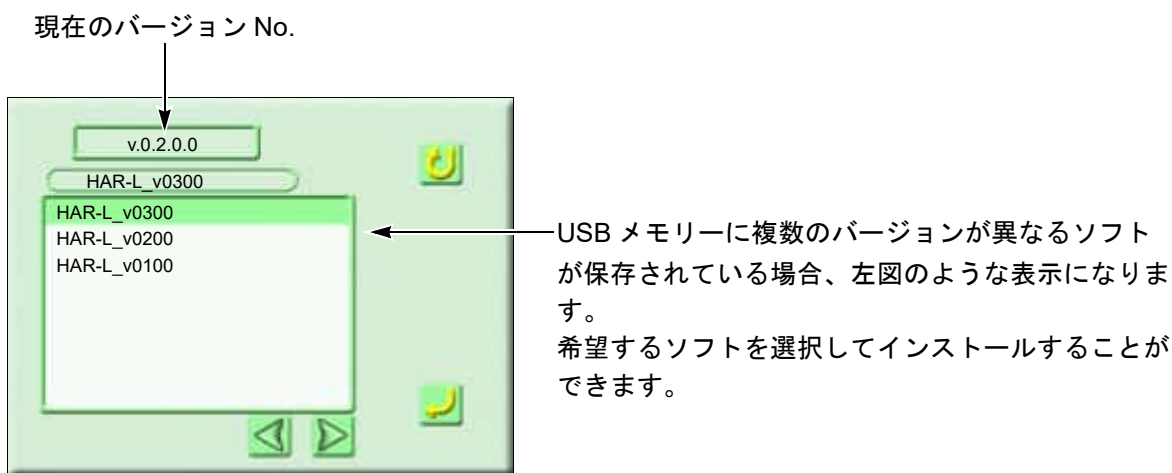 現在のバージョン No.
v.0.2.0.0
HAR-L_v0300
HAR-L_v0300
HAR-L_v0200
HAR-L_v0100
USB メモリーに複数のバージョンが異なるソフト
が保存されている場合、左図のような表示になりま
す。
希望するソフトを選択してインストールすることが
できます。